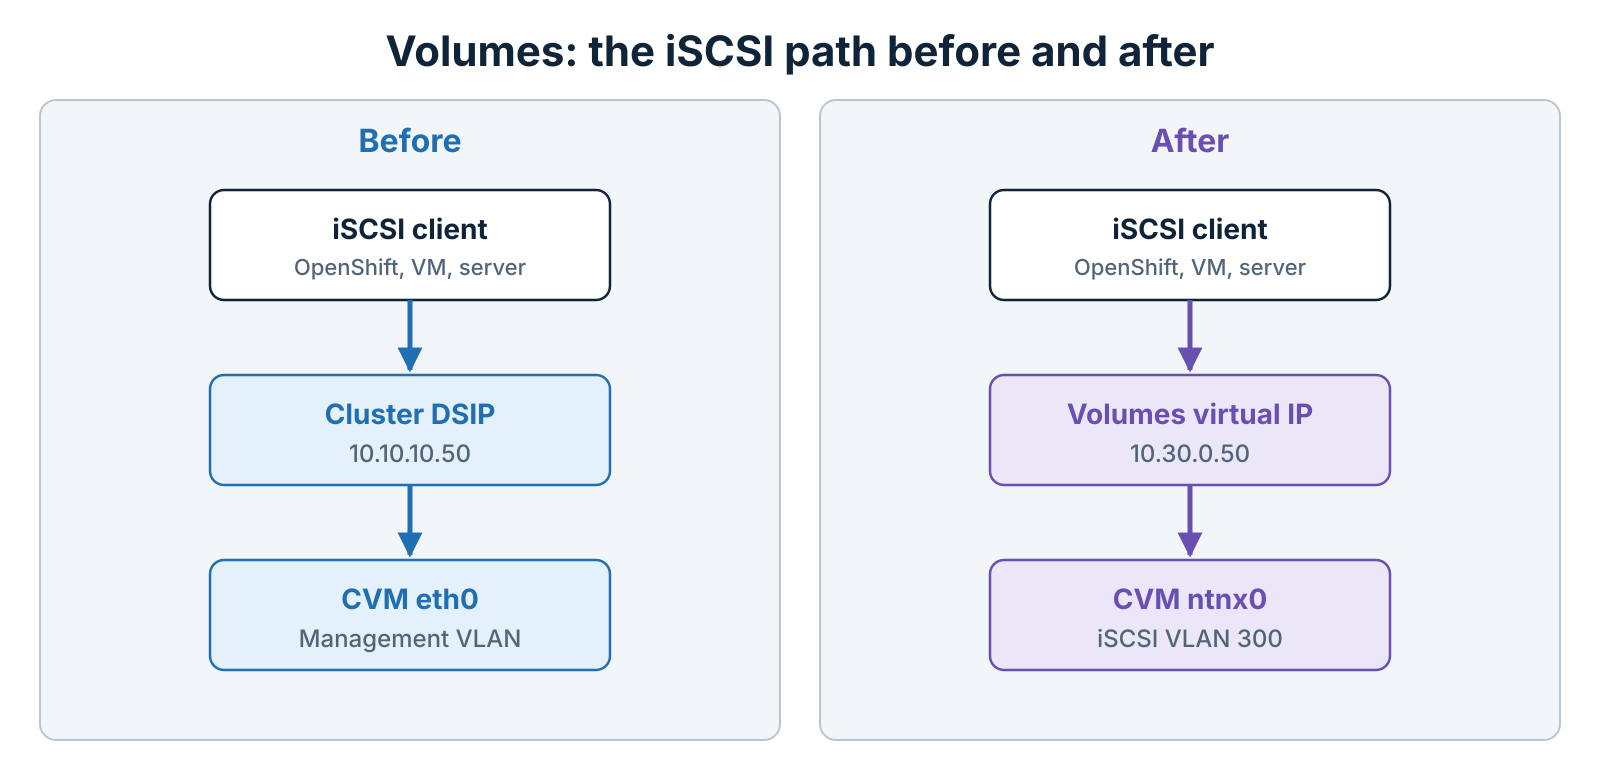 Volumes: the iSCSI path before and after
Before
iSCSI client
OpenShift, VM, server
Cluster DSIP
10.10.10.50
CVM eth0
Management VLAN
After
iSCSI client
OpenShift, VM, server
Volumes virtual IP
10.30.0.50
CVM ntnx0
iSCSI VLAN 300